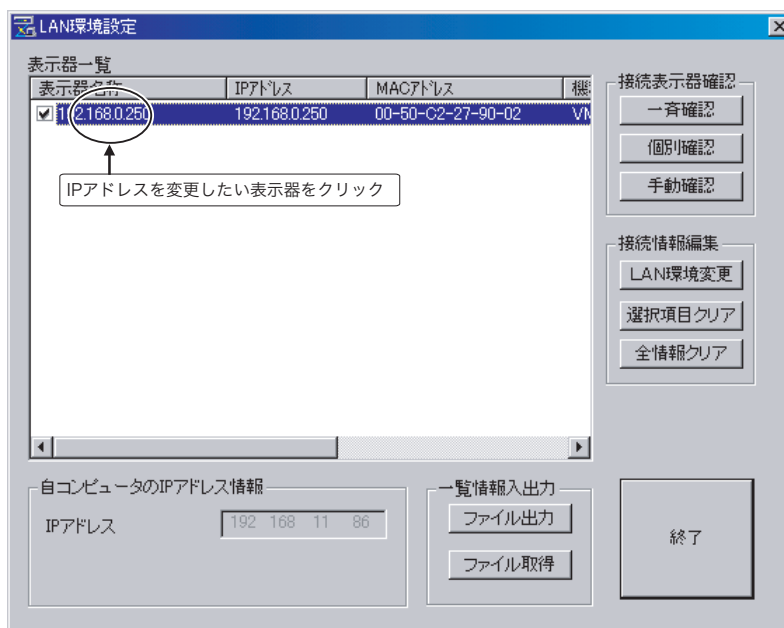 LAN環境設定
表示器一覧
表示器名称 IPアドレス MACアドレス 機
192.168.0.250 192.168.0.250 00-50-C2-27-90-02
IPアドレスを変更したい表示器をクリック
接続表示器確認
一斉確認
個別確認
手動確認
接続情報編集
LAN環境変更
選択項目クリア
全情報クリア
自コンピュータのIPアドレス情報
IPアドレス 192 168 11 86
一覧情報入出力
ファイル出力
ファイル取得
終了